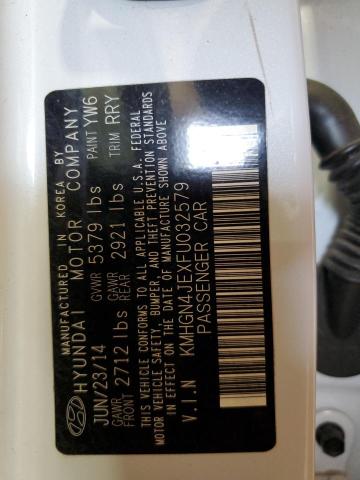 MANUFACTURED IN KOREA BY
HYUNDAI MOTOR COMPANY
JUN/23/14 GVWR 5379 lbs PAINT YW6
GAWR FRONT 2712 lbs GAWR REAR 2921 lbs TRIM RRY
THIS VEHICLE CONFORMS TO ALL APPLICABLE U.S.A. FEDERAL
MOTOR VEHICLE SAFETY, BUMPER, AND THEFT PREVENTION STANDARDS
IN EFFECT ON THE DATE OF MANUFACTURE SHOWN ABOVE
V.I.N KMHGN4JEXFU032579
PASSENGER CAR